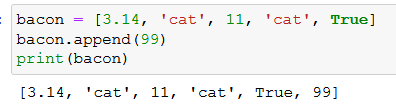 bacon = [3.14, 'cat', 11, 'cat', True]
bacon.append(99)
print(bacon)
[3.14, 'cat', 11, 'cat', True, 99]